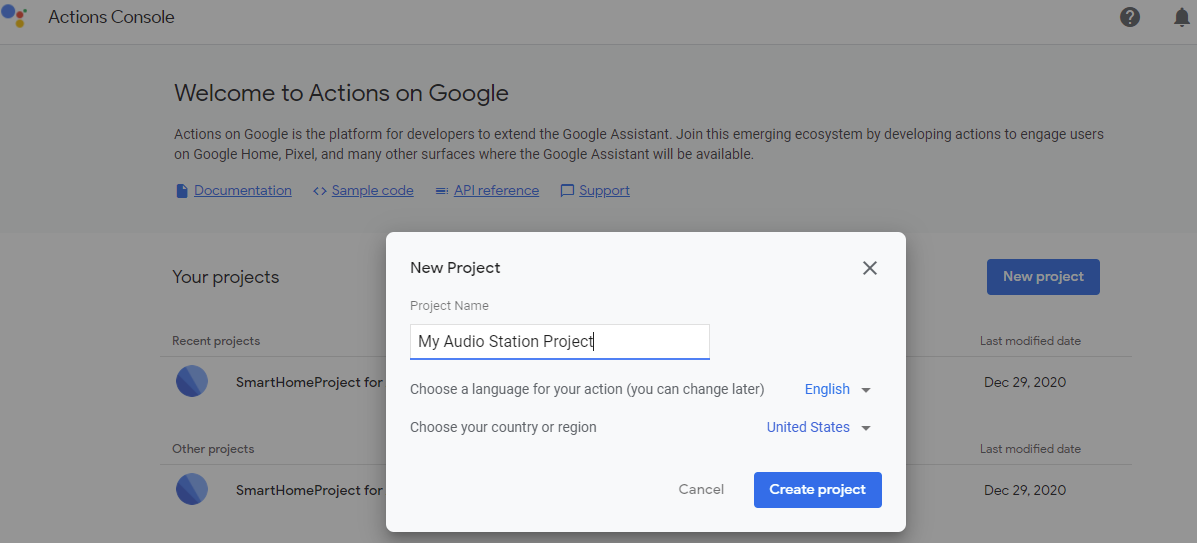 Actions Console
Welcome to Actions on Google
Actions on Google is the platform for developers to extend the Google Assistant. Join this emerging ecosystem by developing actions to engage users
on Google Home, Pixel, and many other surfaces where the Google Assistant will be available.
Documentation
Sample code
API reference
Support
Your projects
New project
Recent projects
Last modified date
SmartHomeProject for
Dec 29, 2020
Other projects
Last modified date
SmartHomeProject for
Dec 29, 2020
New Project
Project Name
My Audio Station Project
Choose a language for your action (you can change later)
English
Choose your country or region
United States
Cancel
Create project